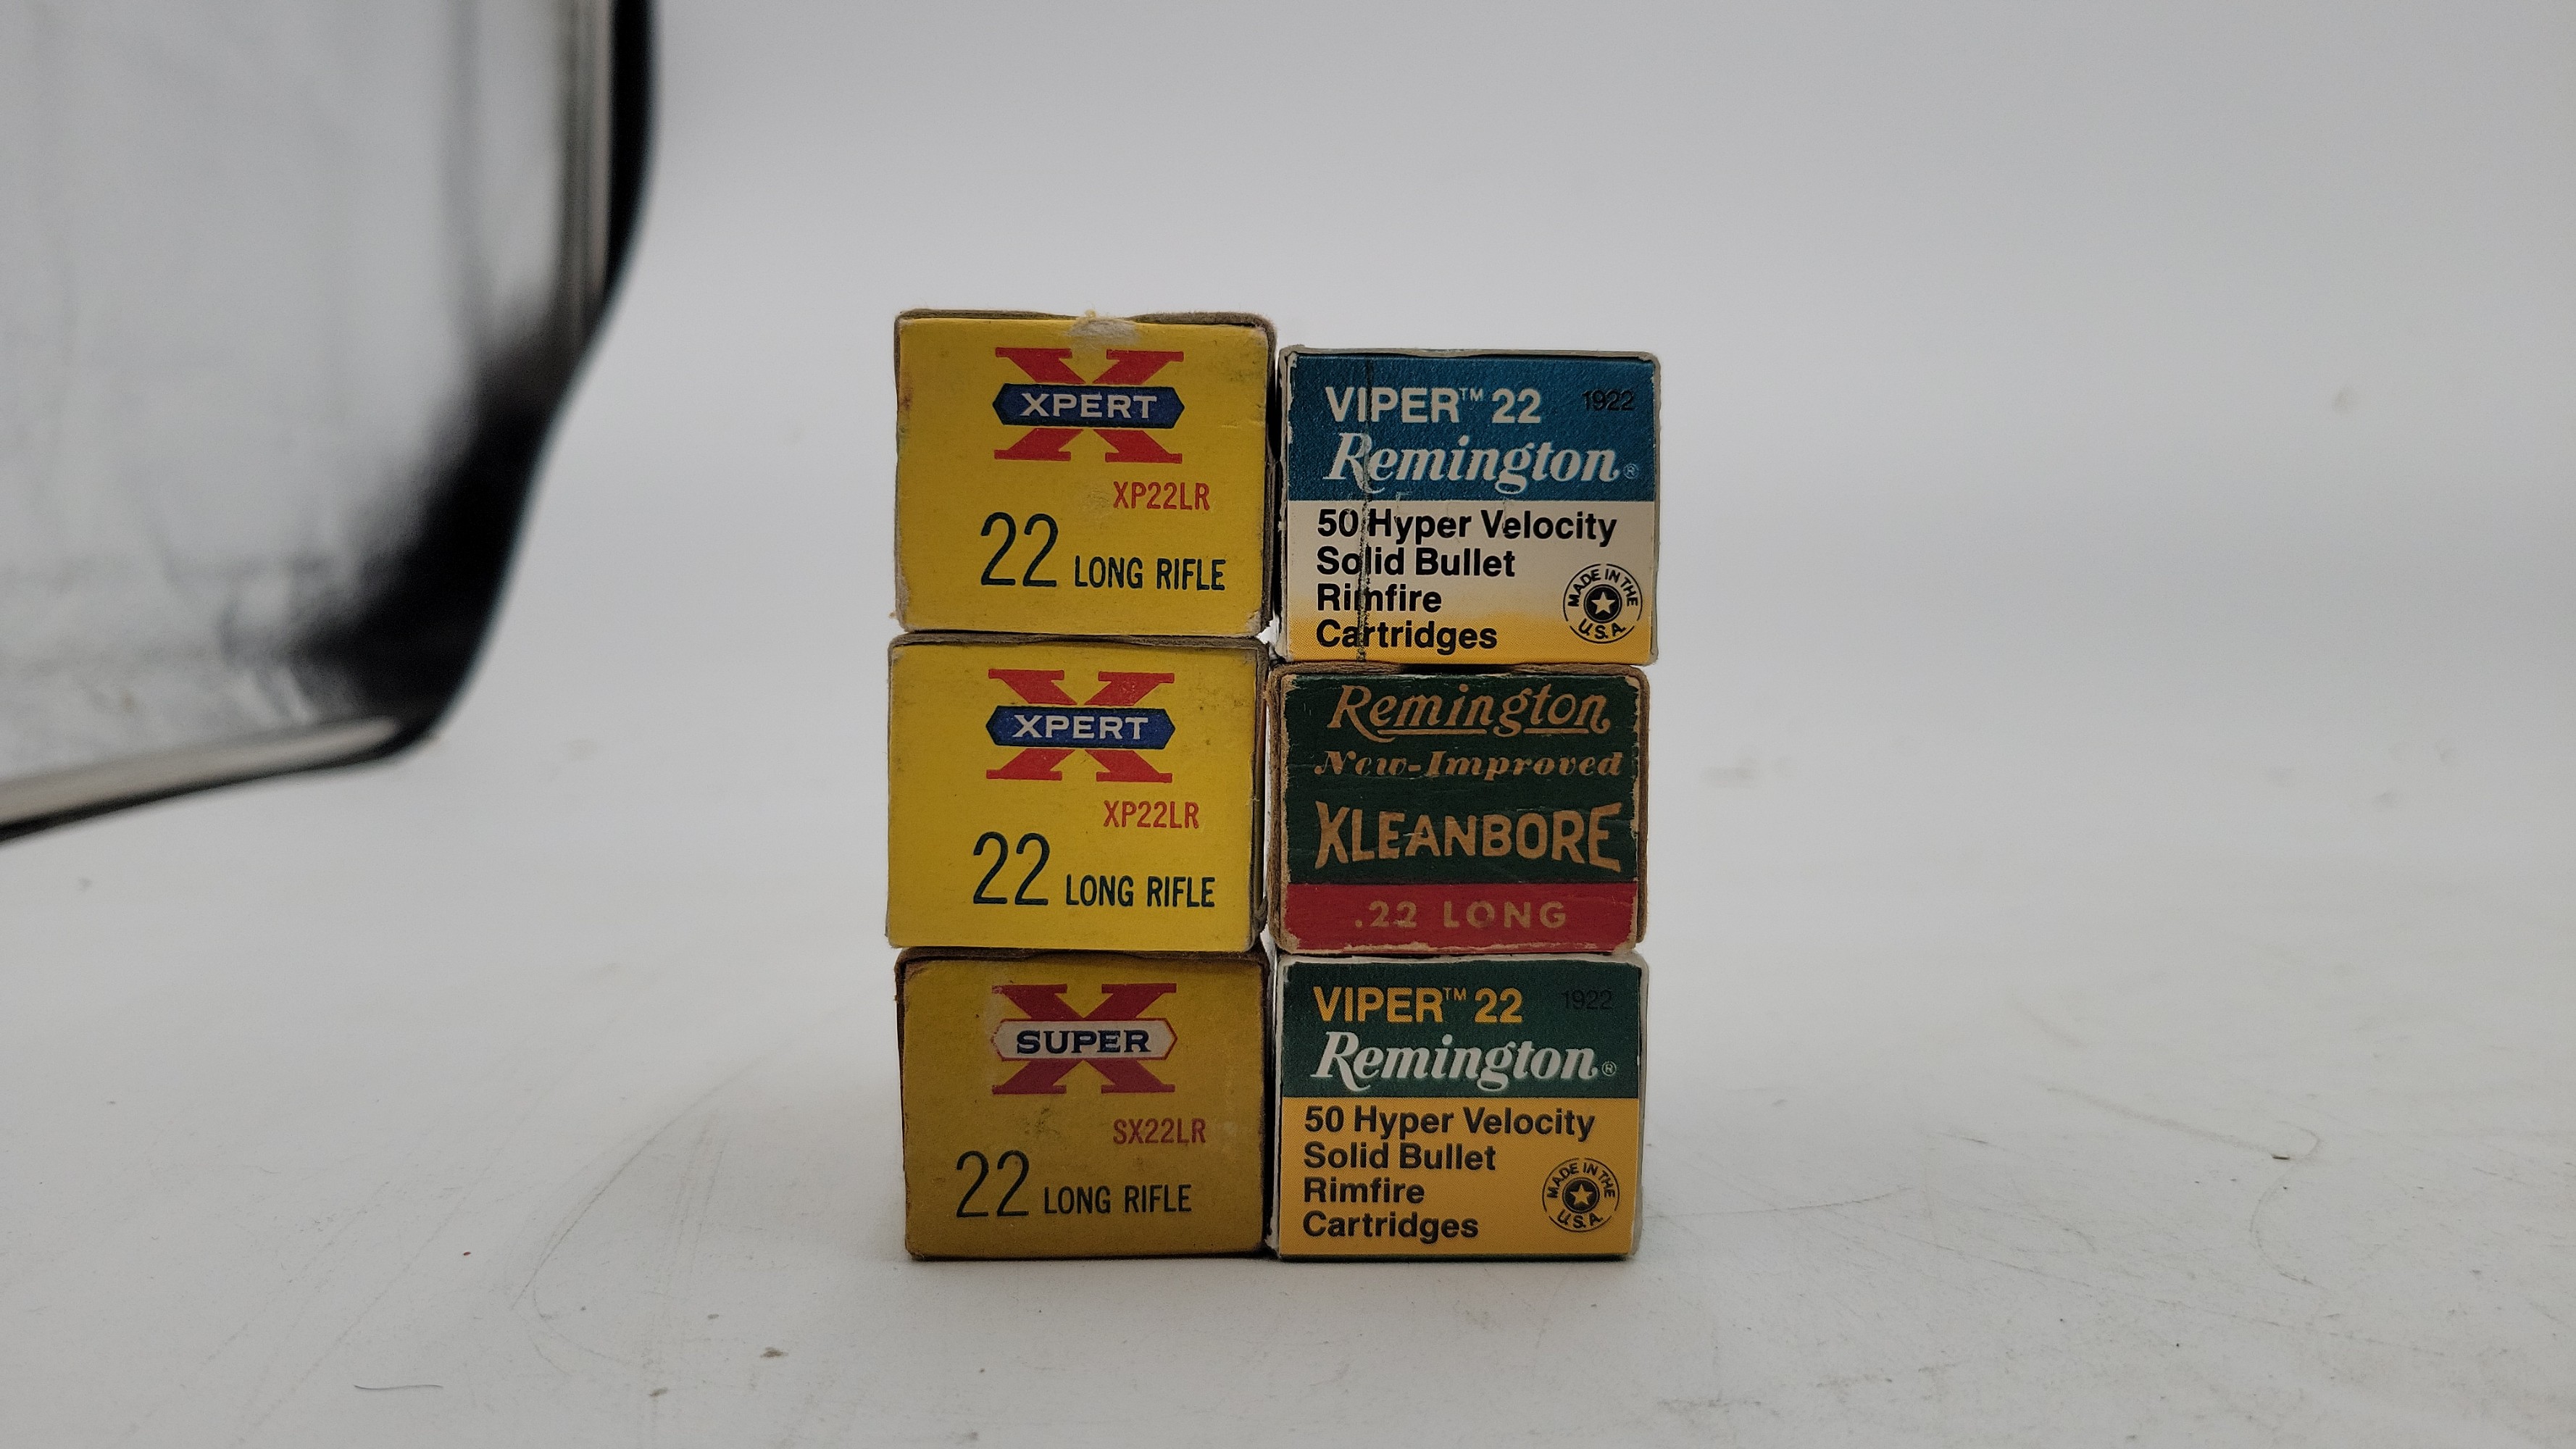 XPERT
XP22LR
22 LONG RIFLE
XPERT
XP22LR
22 LONG RIFLE
SUPER
X
SX22LR
22 LONG RIFLE
VIPER™ 22 1922
Remington®
50 Hyper Velocity
Solid Bullet
Rimfire
Cartridges
MADE IN THE U.S.A.
Remington
New-Improved
KLEANBORE
.22 LONG
VIPER™ 22 1922
Remington®
50 Hyper Velocity
Solid Bullet
Rimfire
Cartridges
MADE IN THE U.S.A.